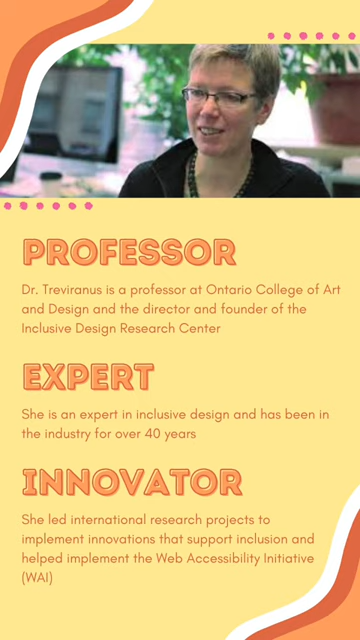 PROFESSOR
Dr. Treviranus is a professor at Ontario College of Art
and Design and the director and founder of the
Inclusive Design Research Center
EXPERT
She is an expert in inclusive design and has been in
the industry for over 40 years
INNOVATOR
She led international research projects to
implement innovations that support inclusion and
helped implement the Web Accessibility Initiative
(WAI)